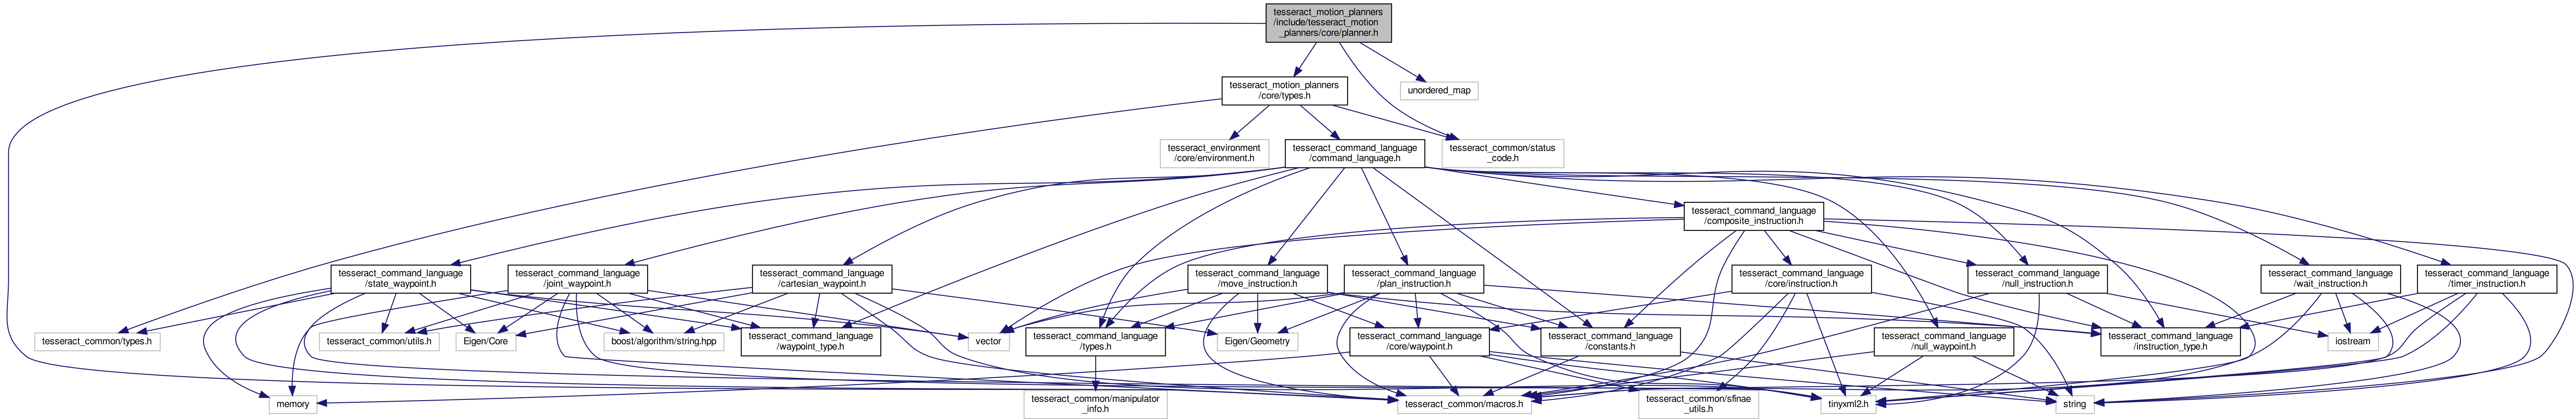 tesseract_motion_planners
/include/tesseract_motion
_planners/core/planner.h
tesseract_motion_planners
/core/types.h
unordered_map
tesseract_environment
/core/environment.h
tesseract_command_language
/command_language.h
tesseract_common/status
_code.h
tesseract_command_language
/composite_instruction.h
tesseract_command_language
/state_waypoint.h
tesseract_command_language
/joint_waypoint.h
tesseract_command_language
/cartesian_waypoint.h
tesseract_command_language
/move_instruction.h
tesseract_command_language
/plan_instruction.h
tesseract_command_language
/core/instruction.h
tesseract_command_language
/null_instruction.h
tesseract_command_language
/wait_instruction.h
tesseract_command_language
/timer_instruction.h
tesseract_common/types.h
tesseract_common/utils.h
Eigen/Core
boost/algorithm/string.hpp
tesseract_command_language
/waypoint_type.h
vector
tesseract_command_language
/types.h
Eigen/Geometry
tesseract_command_language
/core/waypoint.h
tesseract_command_language
/constants.h
tesseract_command_language
/null_waypoint.h
tesseract_command_language
/instruction_type.h
iostream
memory
tesseract_common/manipulator
_info.h
tesseract_common/macros.h
tesseract_common/sfinae
_utils.h
tinyxml2.h
string